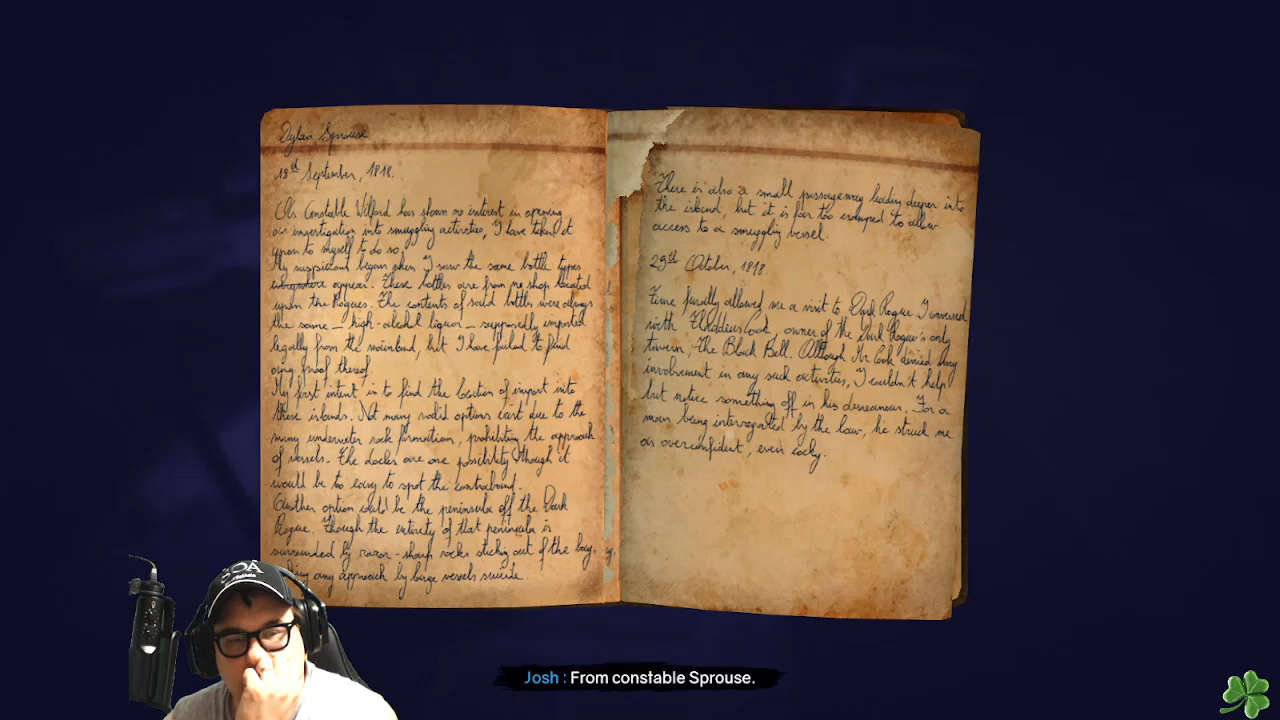 Dylan Sprouse
18th September, 1818.
As Constable Wilford has shown no interest in opening
an investigation into smuggling activities, I have taken it
upon to myself to do so.
My suspicions began when I saw the same bottle types
everywhere appear. These bottles are from no shop located
upon the Rogues. The contents of said bottles were always
the same – high-alcohol liquor – supposedly imported
legally from the mainland, but I have failed to find
any proof thereof.
My first intent is to find the location of import into
these islands. Not many valid options exist due to the
many underwater rock formations, prohibiting the approach
of vessels. The docks are one possibility though it
would be to easy to spot the contraband.
Another option could be the peninsula off the Dark
Rogue. Though the entirety of that peninsula is
surrounded by razor-sharp rocks sticking out of the bay,
any approach by large vessels suicide.
There is also a small passageway leading deeper into
the island, but it is far too cramped to allow
access to a smuggling vessel.
29th October, 1818.
Time finally allowed me a visit to Dark Rogue. I conversed
with Thaddeus Cook, owner of the Dark Rogue's only
tavern, The Black Bell. Although Mr. Cook denied any
involvement in any such activities, I couldn't help
but notice something off in his demeanour. For a
man being interrogated by the law, he struck me
as overconfident, even cocky.
SOA
Josh : From constable Sprouse.